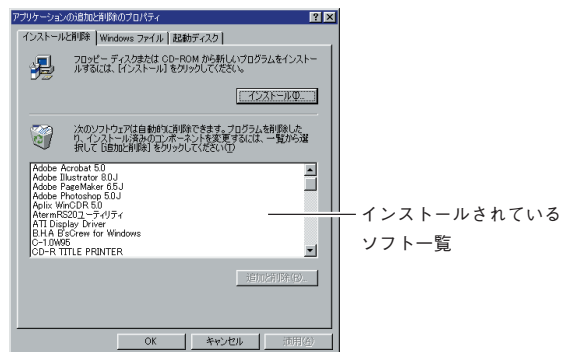 アプリケーションの追加と削除のプロパティ
インストールと削除 Windows ファイル 起動ディスク
フロッピー ディスクまたは CD-ROM から新しいプログラムをインストー
ルするには、[インストール] をクリックしてください。
インストール(I)...
次のソフトウェアは自動的に削除できます。プログラムを削除した
り、インストール済みのコンポーネントを変更するには、一覧から選
択して [追加と削除] をクリックしてください(T)
Adobe Acrobat 5.0
Adobe Illustrator 8.0J
Adobe PageMaker 6.5J
Adobe Photoshop 5.0J
Aplix WinCDR 5.0
AtermRS20ユーティリティ
ATI Display Driver
B.H.A B'sCrew for Windows
C-1.0W95
CD-R TITLE PRINTER
追加と削除(R)...
OK キャンセル 適用(A)
インストールされている
ソフト一覧